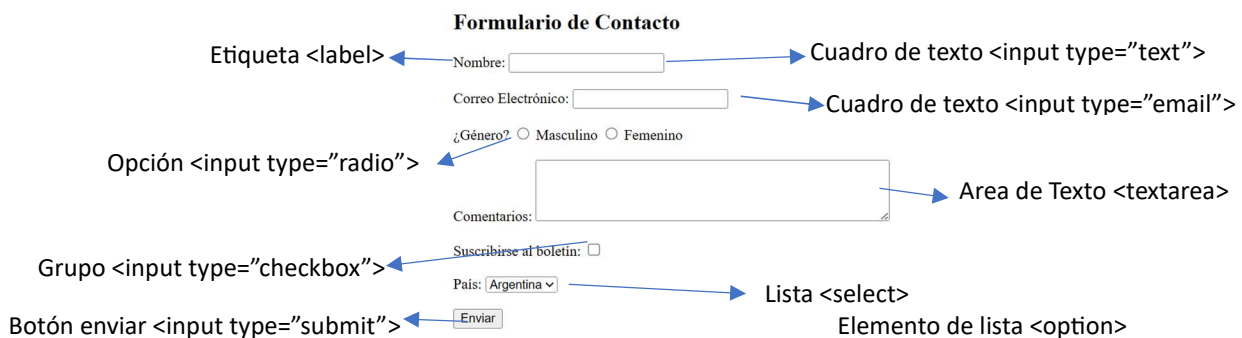 Formulario de Contacto
Etiqueta <label>
Nombre:
Cuadro de texto <input type=”text”>
Correo Electrónico:
Cuadro de texto <input type=”email”>
¿Género? Masculino Femenino
Opción <input type=”radio”>
Area de Texto <textarea>
Comentarios:
Suscribirse al boletín:
Grupo <input type=”checkbox”>
País: Argentina
Lista <select>
Botón enviar <input type=”submit”>
Enviar
Elemento de lista <option>